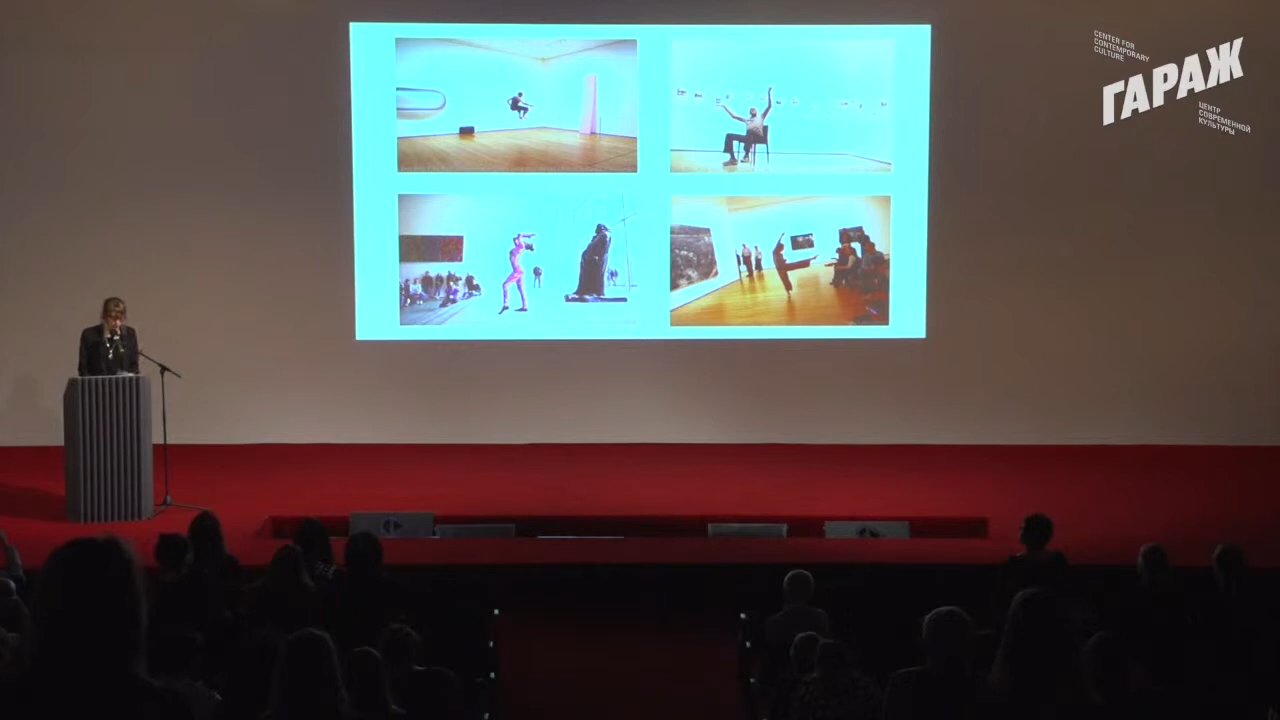 CENTER FOR
CONTEMPORARY
CULTURE
ГАРАЖ
ЦЕНТР
СОВРЕМЕННОЙ
КУЛЬТУРЫ